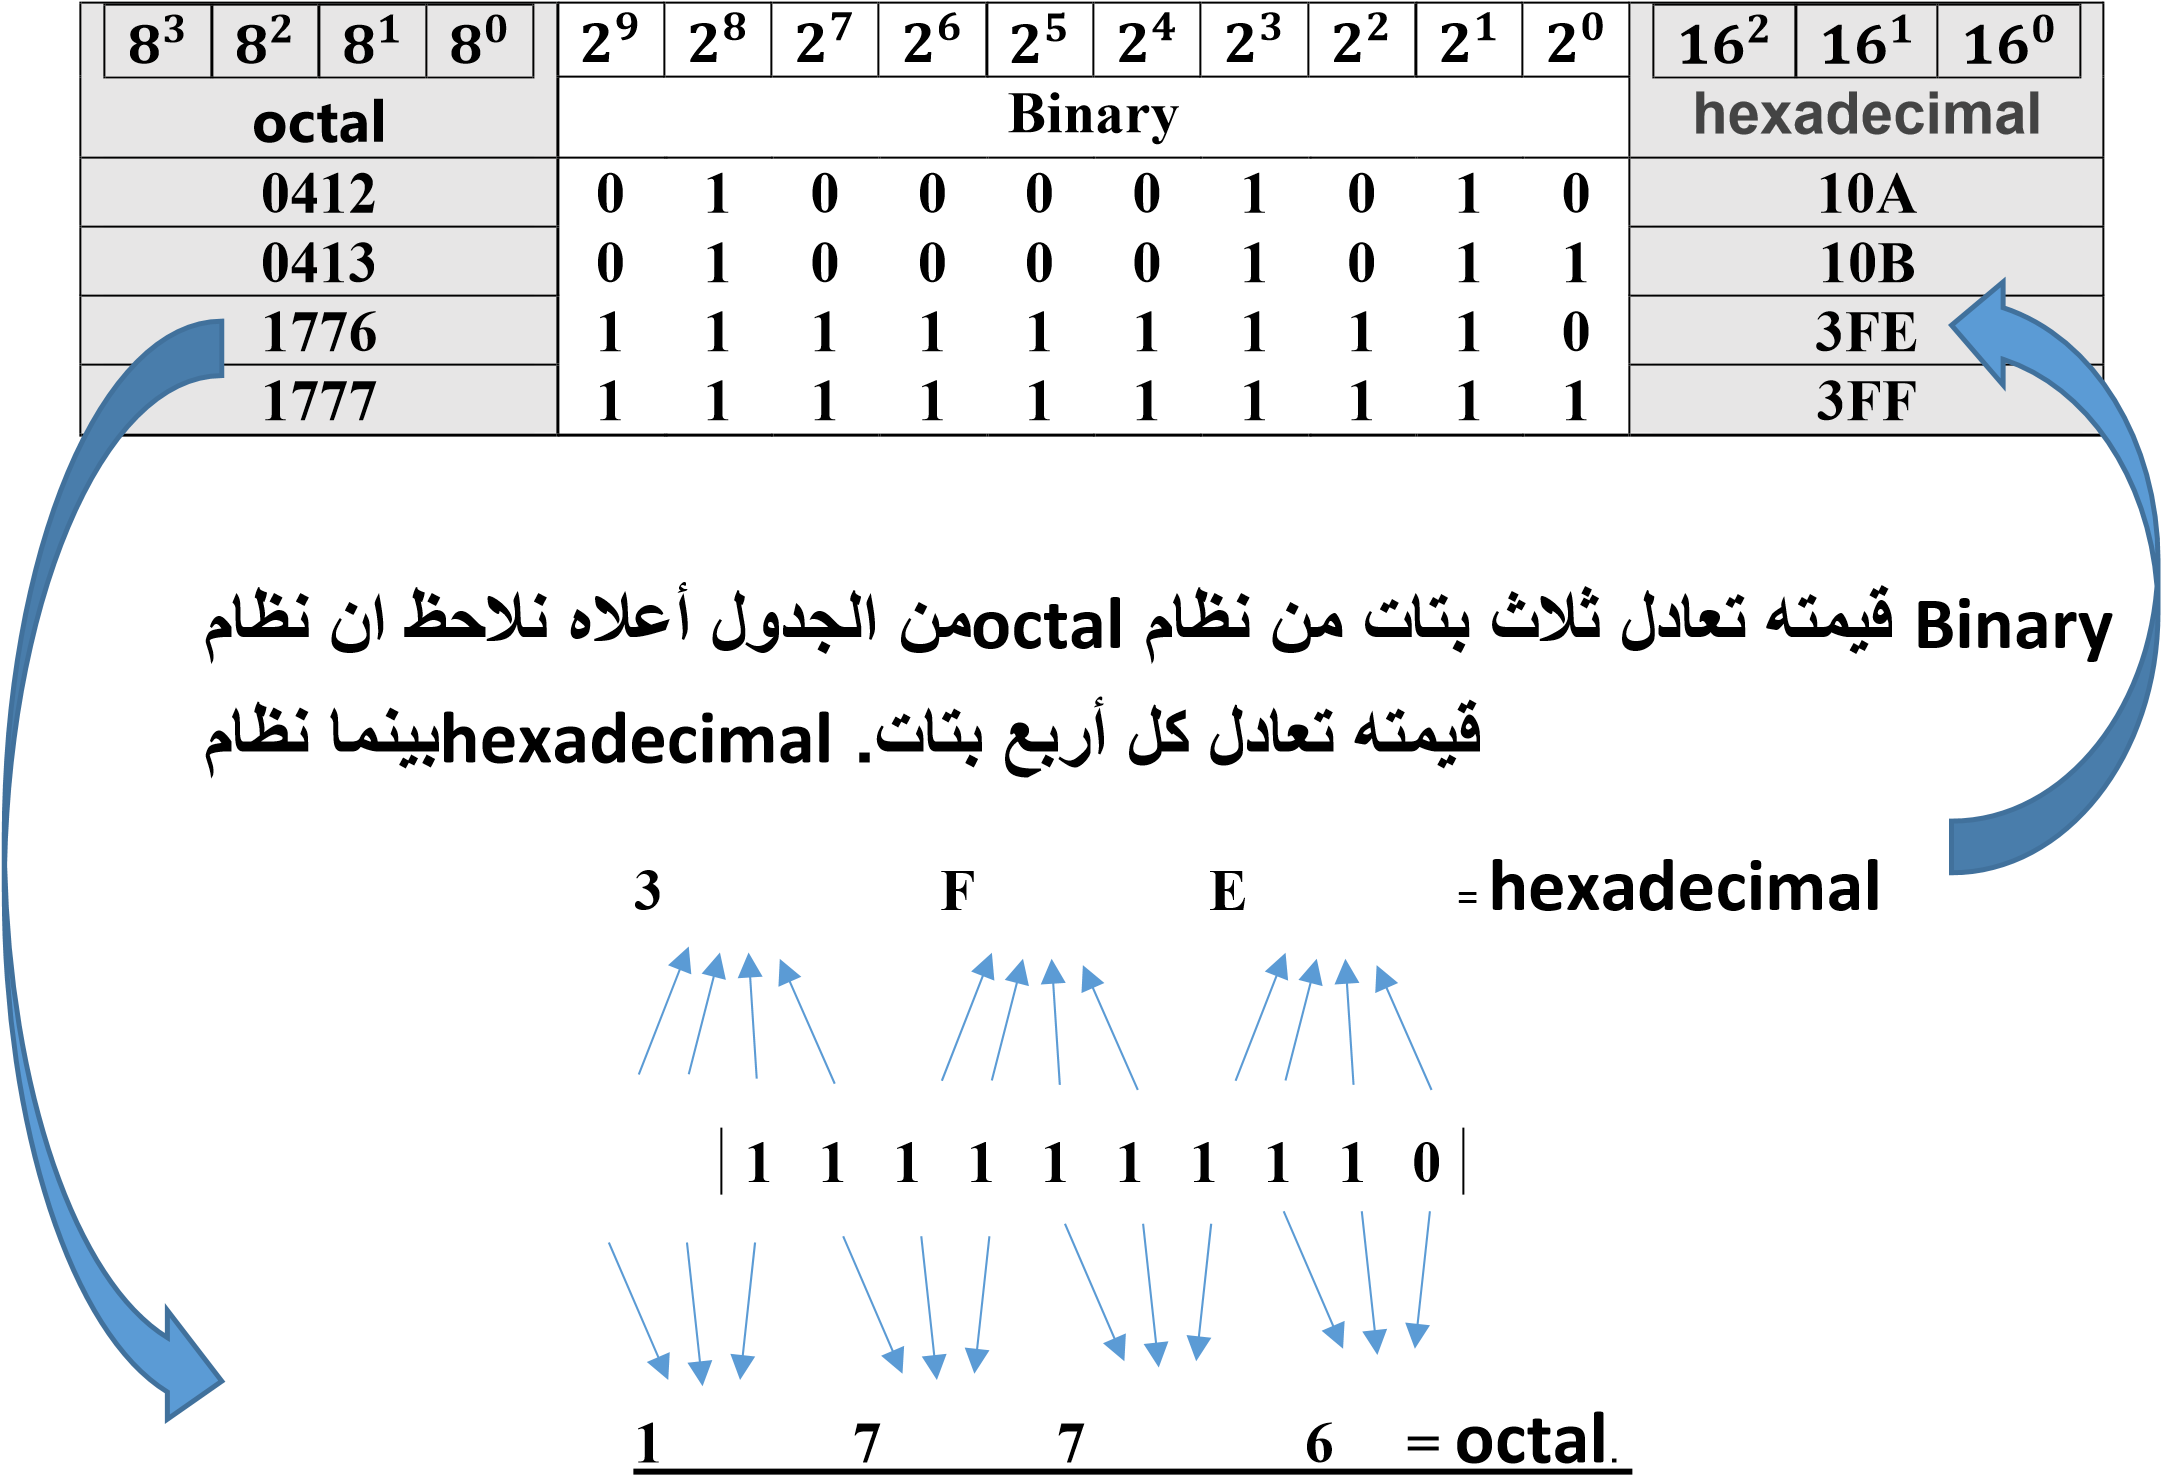 8³ 8² 8¹ 8⁰ 2⁹ 2⁸ 2⁷ 2⁶ 2⁵ 2⁴ 2³ 2² 2¹ 2⁰ 16² 16¹ 16⁰
octal Binary hexadecimal
0412 0 1 0 0 0 0 1 0 1 0 10A
0413 0 1 0 0 0 0 1 0 1 1 10B
1776 1 1 1 1 1 1 1 1 1 0 3FE
1777 1 1 1 1 1 1 1 1 1 1 3FF
من الجدول أعلاه نلاحظ ان نظام octal قيمته تعادل ثلاث بتات من نظام Binary
بينما نظام hexadecimal قيمته تعادل كل أربع بتات.
3 F E = hexadecimal
| 1 1 1 1 1 1 1 1 1 0 |
1 7 7 6 = octal.